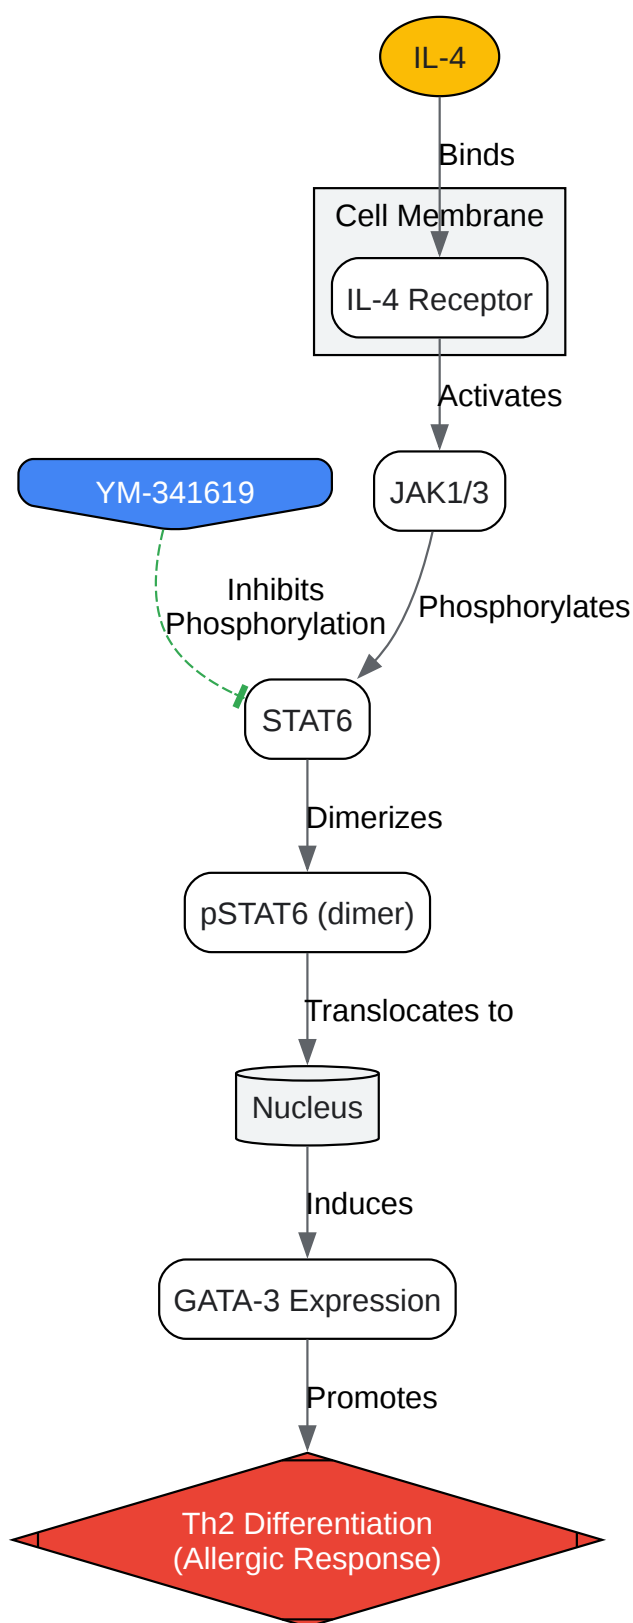 IL-4
Binds
Cell Membrane
IL-4 Receptor
Activates
YM-341619
JAK1/3
Inhibits
Phosphorylation
Phosphorylates
STAT6
Dimerizes
pSTAT6 (dimer)
Translocates to
Nucleus
Induces
GATA-3 Expression
Promotes
Th2 Differentiation
(Allergic Response)